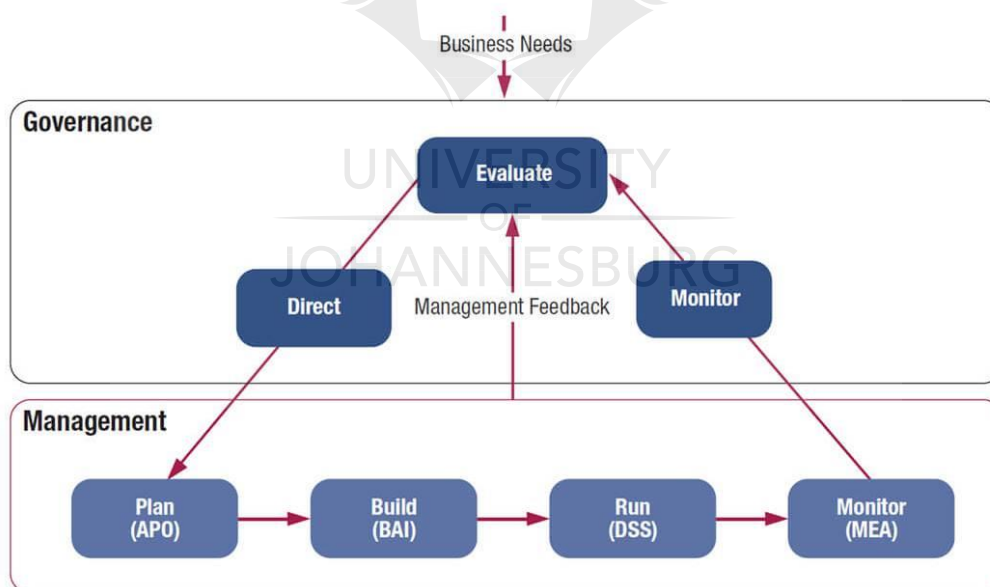 Business Needs
Governance
Evaluate
UNIVERSITY
OF
JOHANNESBURG
Direct
Management Feedback
Monitor
Management
Plan
(APO)
Build
(BAI)
Run
(DSS)
Monitor
(MEA)